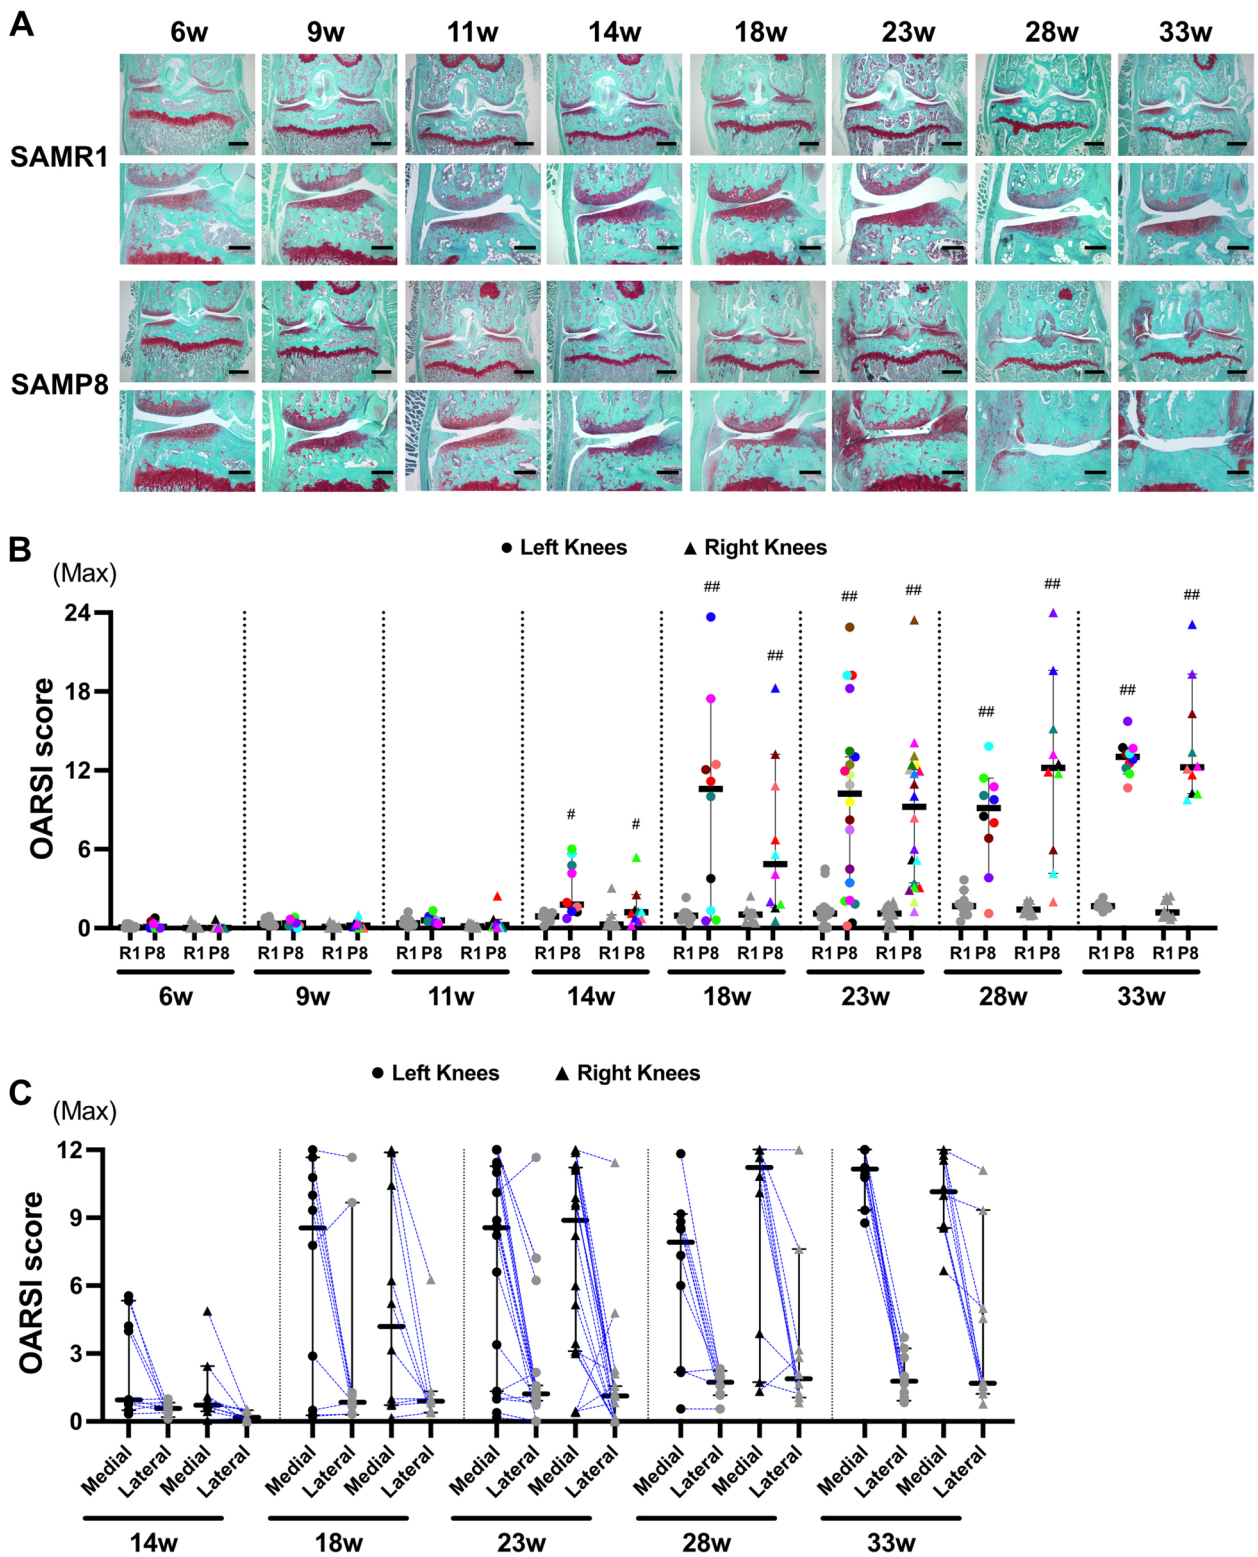 A
6w 9w 11w 14w 18w 23w 28w 33w
SAMR1
SAMP8
B
● Left Knees ▲ Right Knees
(Max)
OARSI score
24
##
##
##
##
##
##
##
##
18
12
6
#
#
0
R1 P8 R1 P8 R1 P8 R1 P8 R1 P8 R1 P8 R1 P8 R1 P8 R1 P8 R1 P8 R1 P8 R1 P8 R1 P8 R1 P8 R1 P8 R1 P8
6w 9w 11w 14w 18w 23w 28w 33w
C
● Left Knees ▲ Right Knees
(Max)
OARSI score
12
9
6
3
0
Medial Lateral Medial Lateral Medial Lateral Medial Lateral Medial Lateral Medial Lateral Medial Lateral Medial Lateral Medial Lateral Medial Lateral
14w 18w 23w 28w 33w